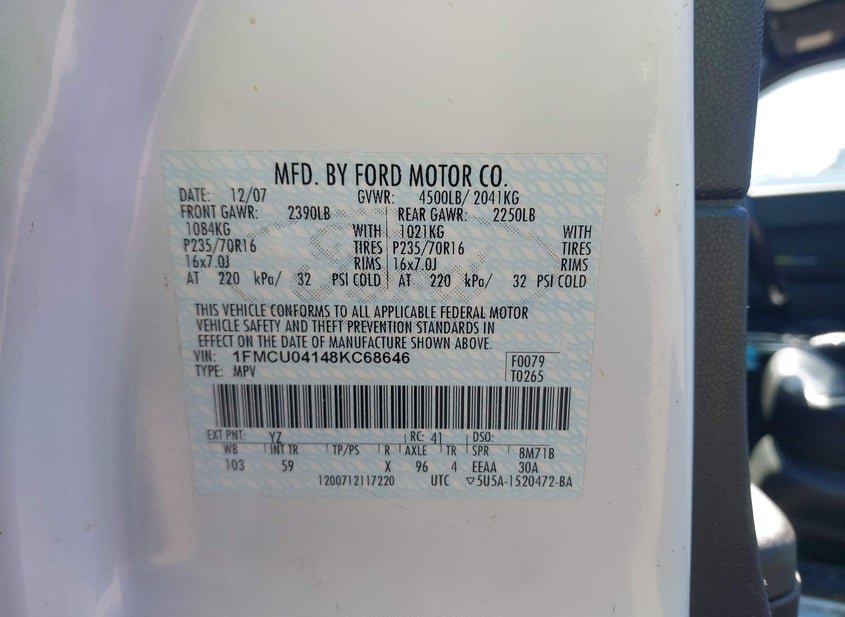 MFD. BY FORD MOTOR CO.
DATE: 12/07 GVWR: 4500LB/ 2041KG
FRONT GAWR: 2390LB REAR GAWR: 2250LB
1084KG WITH 1021KG WITH
P235/70R16 TIRES P235/70R16 TIRES
16x7.0J RIMS 16x7.0J RIMS
AT 220 kPa/ 32 PSI COLD AT 220 kPa/ 32 PSI COLD
THIS VEHICLE CONFORMS TO ALL APPLICABLE FEDERAL MOTOR
VEHICLE SAFETY AND THEFT PREVENTION STANDARDS IN
EFFECT ON THE DATE OF MANUFACTURE SHOWN ABOVE.
VIN: 1FMCU04148KC68646 F0079
TYPE: MPV T0265
EXT PNT: YZ RC: 41 DSO:
WB INT TR TP/PS R AXLE TR SPR 8M71B
103 59 X 96 4 EEAA 30A
1200712117220 UTC ▽5U5A-1520472-BA